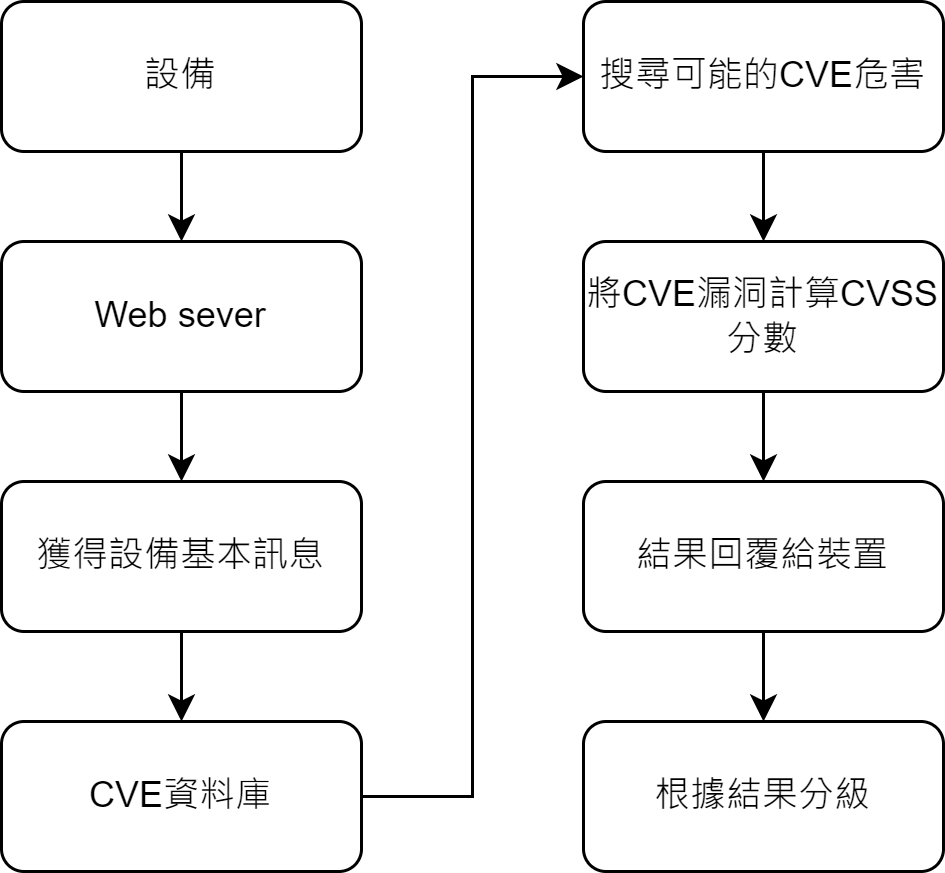 設備
Web sever
獲得設備基本訊息
CVE資料庫
搜尋可能的CVE危害
將CVE漏洞計算CVSS
分數
結果回覆給裝置
根據結果分級